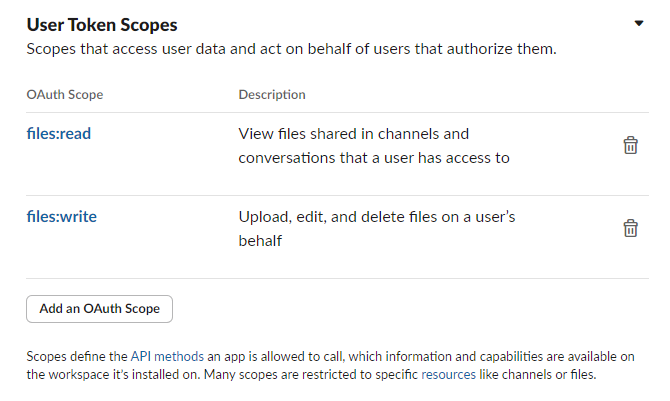 User Token Scopes
Scopes that access user data and act on behalf of users that authorize them.
OAuth Scope Description
files:read View files shared in channels and
conversations that a user has access to
files:write Upload, edit, and delete files on a user's
behalf
Add an OAuth Scope
Scopes define the API methods an app is allowed to call, which information and capabilities are available on
the workspace it's installed on. Many scopes are restricted to specific resources like channels or files.